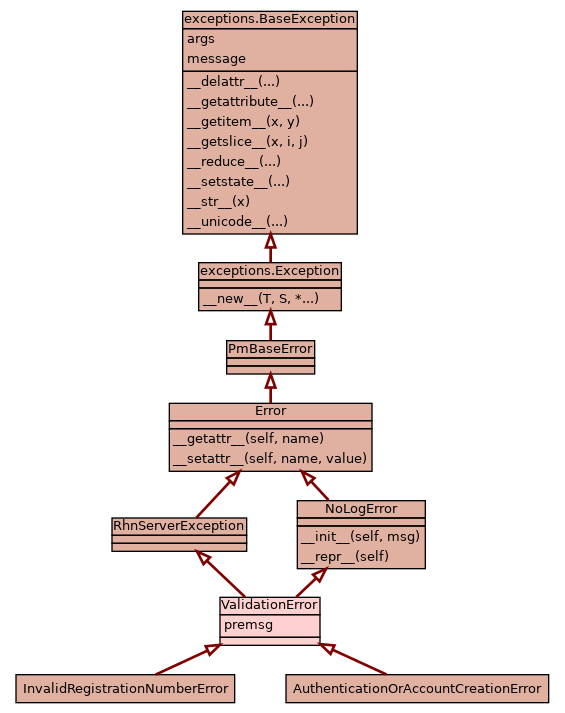 exceptions.BaseException
args
message
__delattr__(...)
__getattribute__(...)
__getitem__(x, y)
__getslice__(x, i, j)
__reduce__(...)
__setstate__(...)
__str__(x)
__unicode__(...)
exceptions.Exception
__new__(T, S, *...)
PmBaseError
Error
__getattr__(self, name)
__setattr__(self, name, value)
RhnServerException
NoLogError
__init__(self, msg)
__repr__(self)
ValidationError
premsg
InvalidRegistrationNumberError
AuthenticationOrAccountCreationError